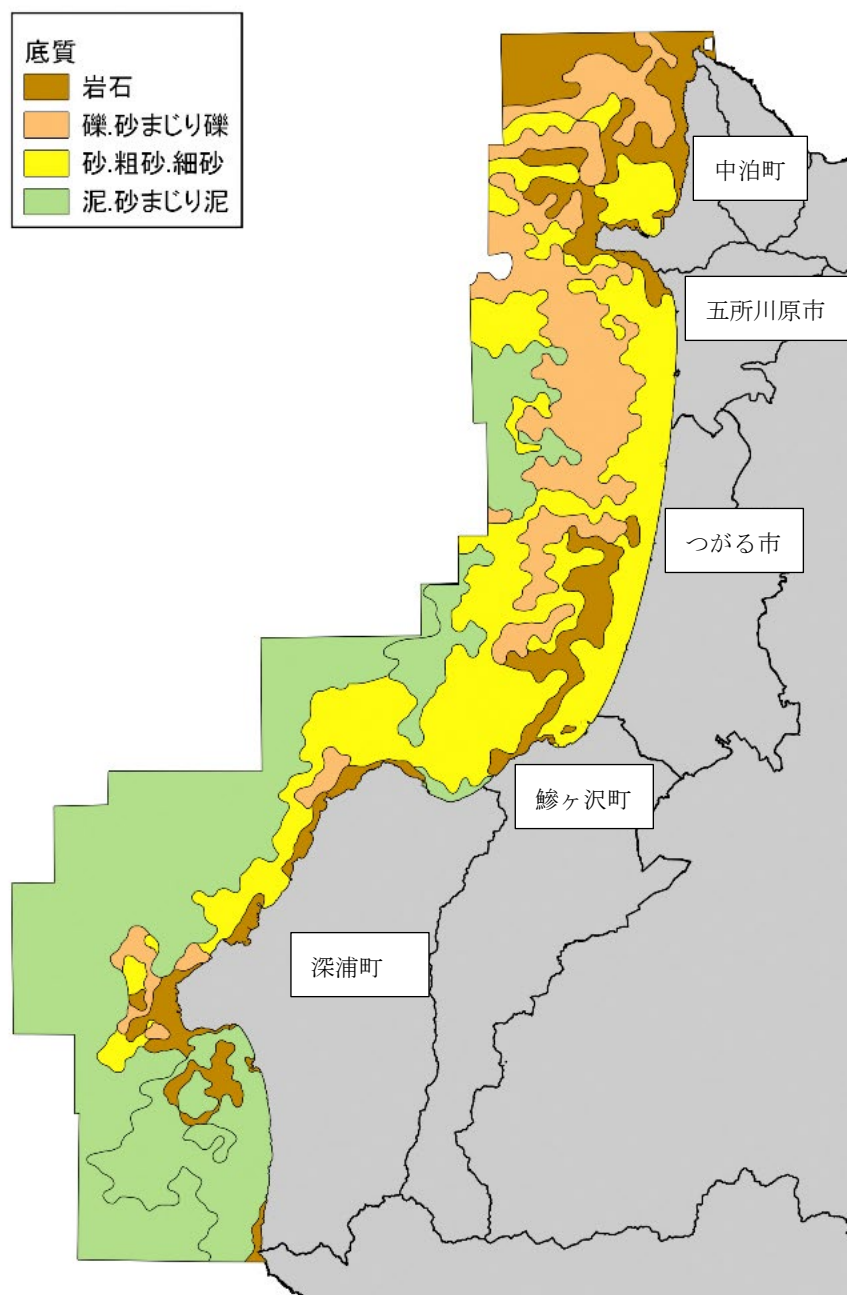 底質
岩石
礫.砂まじり礫
砂.粗砂.細砂
泥.砂まじり泥
中泊町
五所川原市
つがる市
鰺ヶ沢町
深浦町